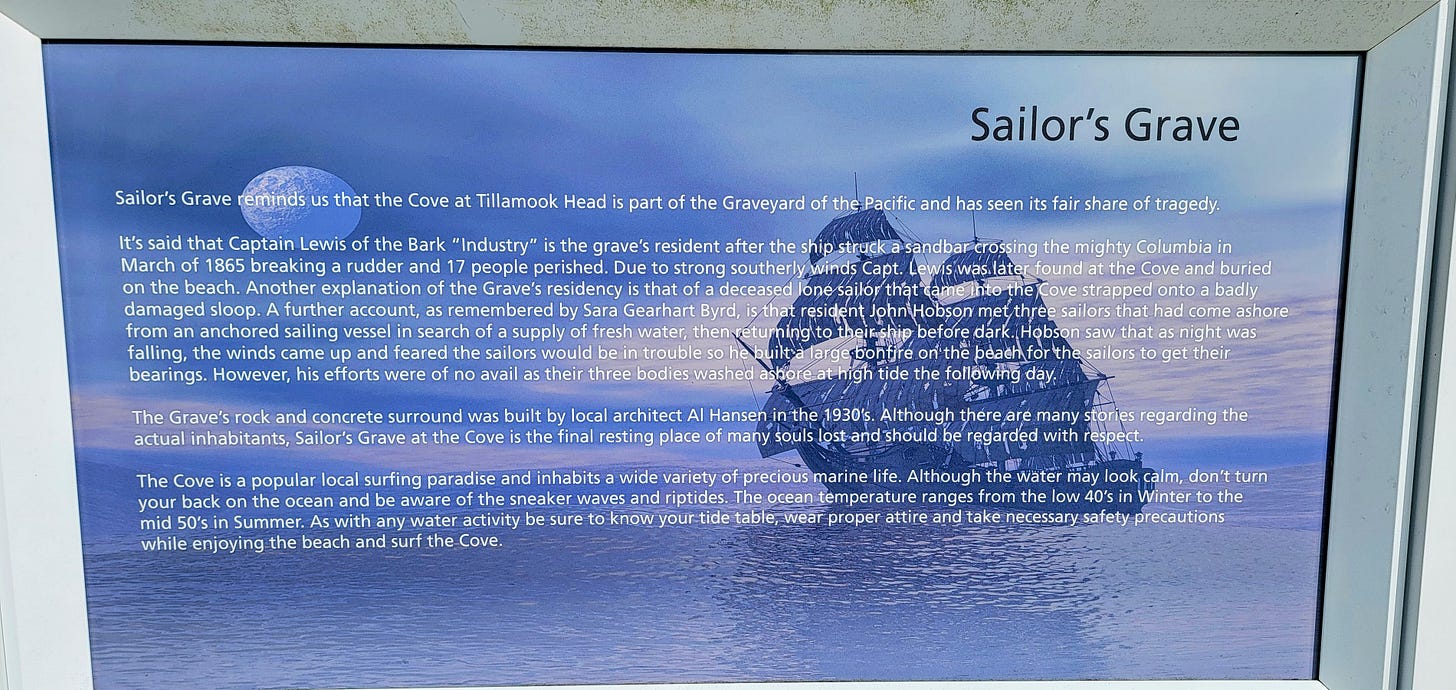 Sailor's Grave
Sailor's Grave reminds us that the Cove at Tillamook Head is part of the Graveyard of the Pacific and has seen its fair share of tragedy.
It's said that Captain Lewis of the Bark “Industry” is the grave's resident after the ship struck a sandbar crossing the mighty Columbia in
March of 1865 breaking a rudder and 17 people perished. Due to strong southerly winds Capt. Lewis was later found at the Cove and buried
on the beach. Another explanation of the Grave's residency is that of a deceased lone sailor that came into the Cove strapped onto a badly
damaged sloop. A further account, as remembered by Sara Gearhart Byrd, is that resident John Hobson met three sailors that had come ashore
from an anchored sailing vessel in search of a supply of fresh water, then returning to their ship before dark. Hobson saw that as night was
falling, the winds came up and feared the sailors would be in trouble so he built a large bonfire on the beach for the sailors to get their
bearings. However, his efforts were of no avail as their three bodies washed ashore at high tide the following day.
The Grave's rock and concrete surround was built by local architect Al Hansen in the 1930's. Although there are many stories regarding the
actual inhabitants, Sailor's Grave at the Cove is the final resting place of many souls lost and should be regarded with respect.
The Cove is a popular local surfing paradise and inhabits a wide variety of precious marine life. Although the water may look calm, don't turn
your back on the ocean and be aware of the sneaker waves and riptides. The ocean temperature ranges from the low 40's in Winter to the
mid 50's in Summer. As with any water activity be sure to know your tide table, wear proper attire and take necessary safety precautions
while enjoying the beach and surf the Cove.